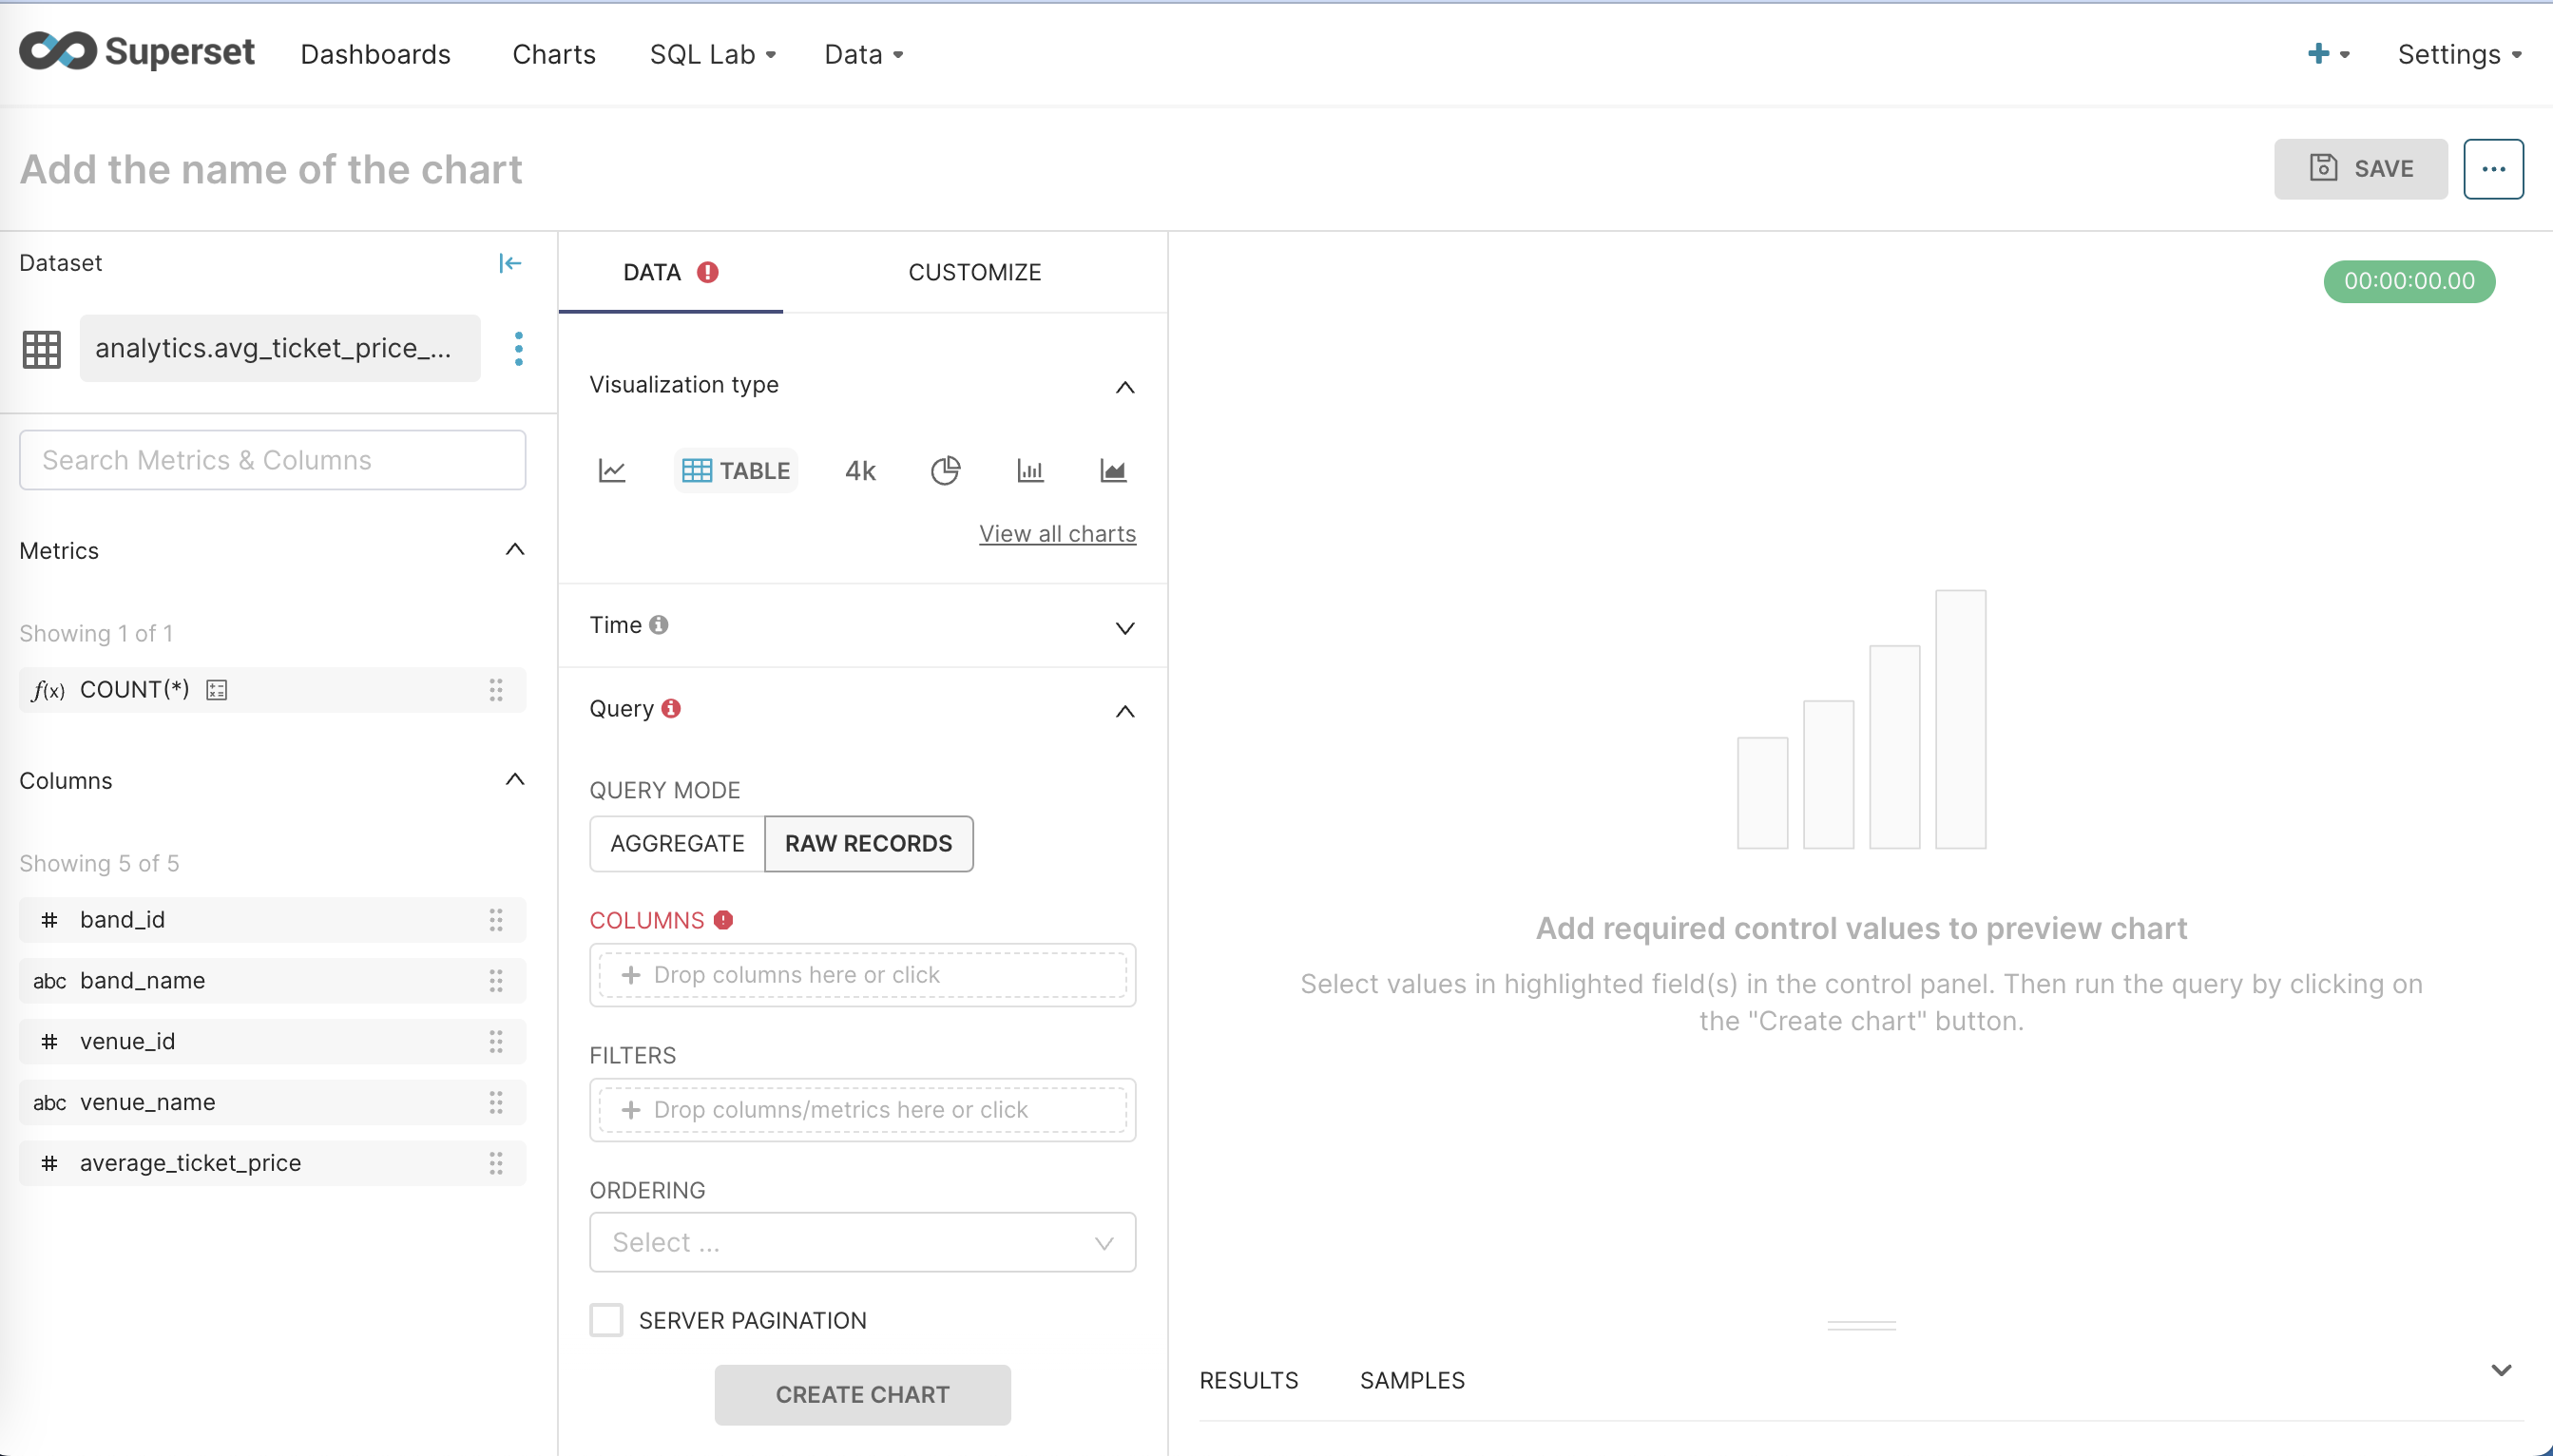 Superset Dashboards Charts SQL Lab Data Settings
Add the name of the chart
SAVE
Dataset
analytics.avg_ticket_price_...
Search Metrics & Columns
Metrics
Showing 1 of 1
f(x) COUNT(*)
Columns
Showing 5 of 5
# band_id
abc band_name
# venue_id
abc venue_name
# average_ticket_price
DATA CUSTOMIZE
Visualization type
TABLE 4k
View all charts
Time
Query
QUERY MODE
AGGREGATE RAW RECORDS
COLUMNS
Drop columns here or click
FILTERS
Drop columns/metrics here or click
ORDERING
Select ...
SERVER PAGINATION
CREATE CHART
00:00:00.00
Add required control values to preview chart
Select values in highlighted field(s) in the control panel. Then run the query by clicking on
the "Create chart" button.
RESULTS SAMPLES